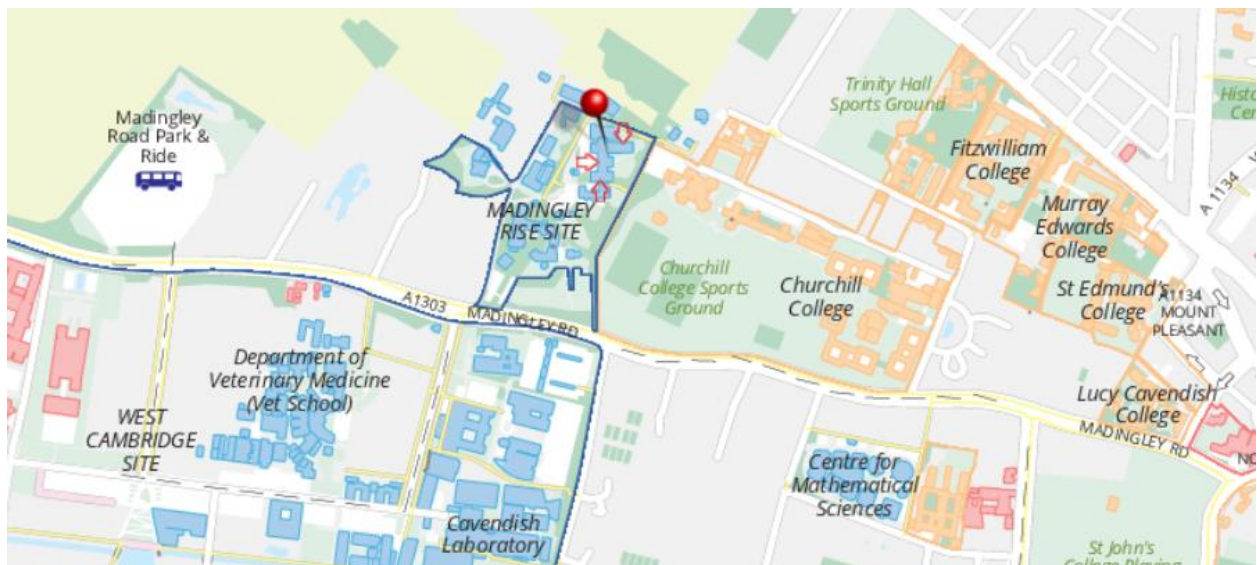 Trinity Hall
Sports Ground
A 1134
Madingley
Road Park &
Ride
Fitzwilliam
College
MADINGLEY
RISE SITE
Murray
Edwards
College
Churchill
College Sports
Ground
Churchill
College
St Edmund's
College
A1134
MOUNT
PLEASANT
A1303
MADINGLEY RD
Department of
Veterinary Medicine
(Vet School)
WEST
CAMBRIDGE
SITE
Lucy Cavendish
College
MADINGLEY RD
Centre for
Mathematical
Sciences
Cavendish
Laboratory
St John's
College Playing